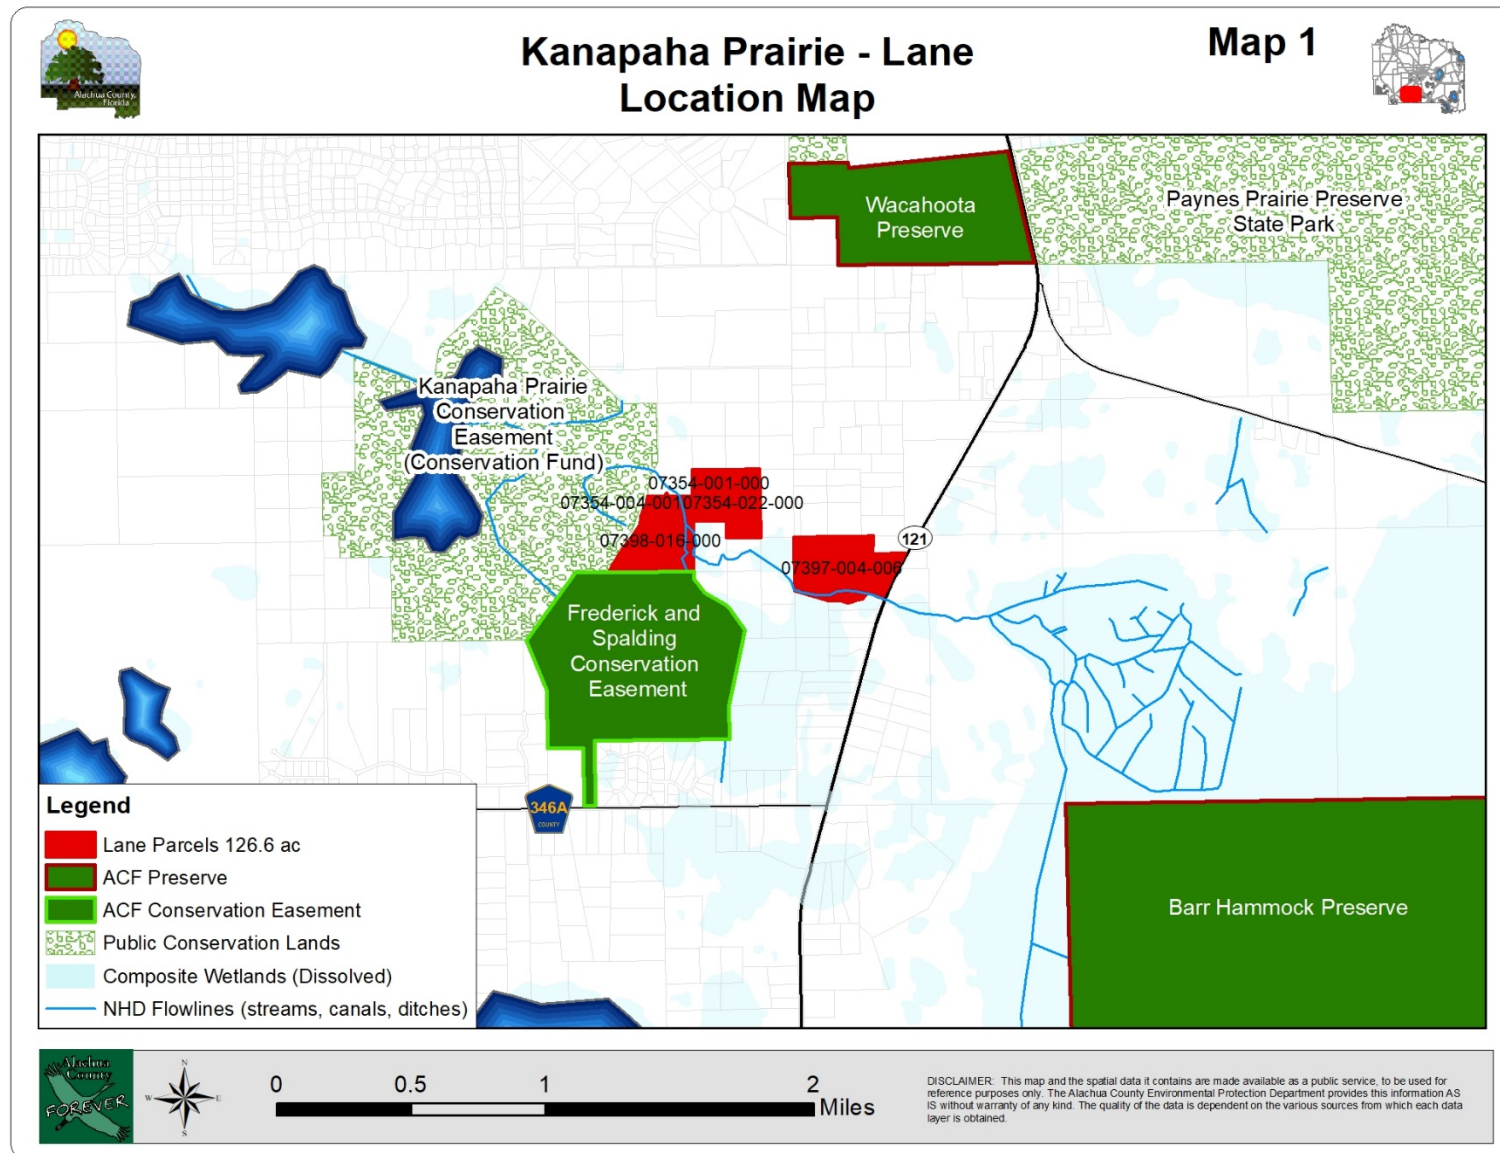 Kanapaha Prairie - Lane
Location Map
Map 1
Alachua County,
Florida
Wacahoota
Preserve
Paynes Prairie Preserve
State Park
Kanapaha Prairie
Conservation
Easement
(Conservation Fund)
07354-001-000
07354-004-001
07354-022-000
07398-016-000
121
07397-004-006
Frederick and
Spalding
Conservation
Easement
346A
COUNTY
Barr Hammock Preserve
Legend
Lane Parcels 126.6 ac
ACF Preserve
ACF Conservation Easement
Public Conservation Lands
Composite Wetlands (Dissolved)
NHD Flowlines (streams, canals, ditches)
Alachua
County
FOREVER
N
W
E
S
0 0.5 1 2
Miles
DISCLAIMER: This map and the spatial data it contains are made available as a public service, to be used for
reference purposes only. The Alachua County Environmental Protection Department provides this information AS
IS without warranty of any kind. The quality of the data is dependent on the various sources from which each data
layer is obtained.